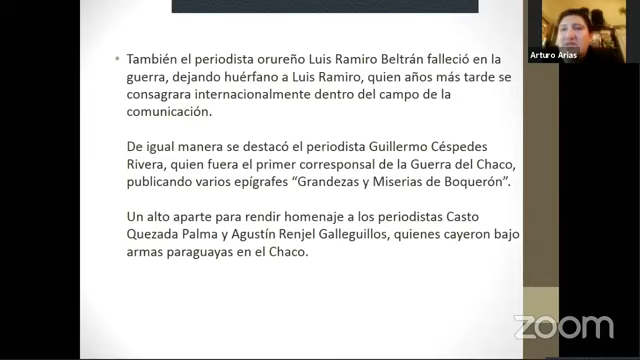 Arturo Arias
• También el periodista orureño Luis Ramiro Beltrán falleció en la
guerra, dejando huérfano a Luis Ramiro, quien años más tarde se
consagrara internacionalmente dentro del campo de la
comunicación.
De igual manera se destacó el periodista Guillermo Céspedes
Rivera, quien fuera el primer corresponsal de la Guerra del Chaco,
publicando varios epígrafes “Grandezas y Miserias de Boquerón”.
Un alto aparte para rendir homenaje a los periodistas Casto
Quezada Palma y Agustín Renjel Galleguillos, quienes cayeron bajo
armas paraguayas en el Chaco.
zoom